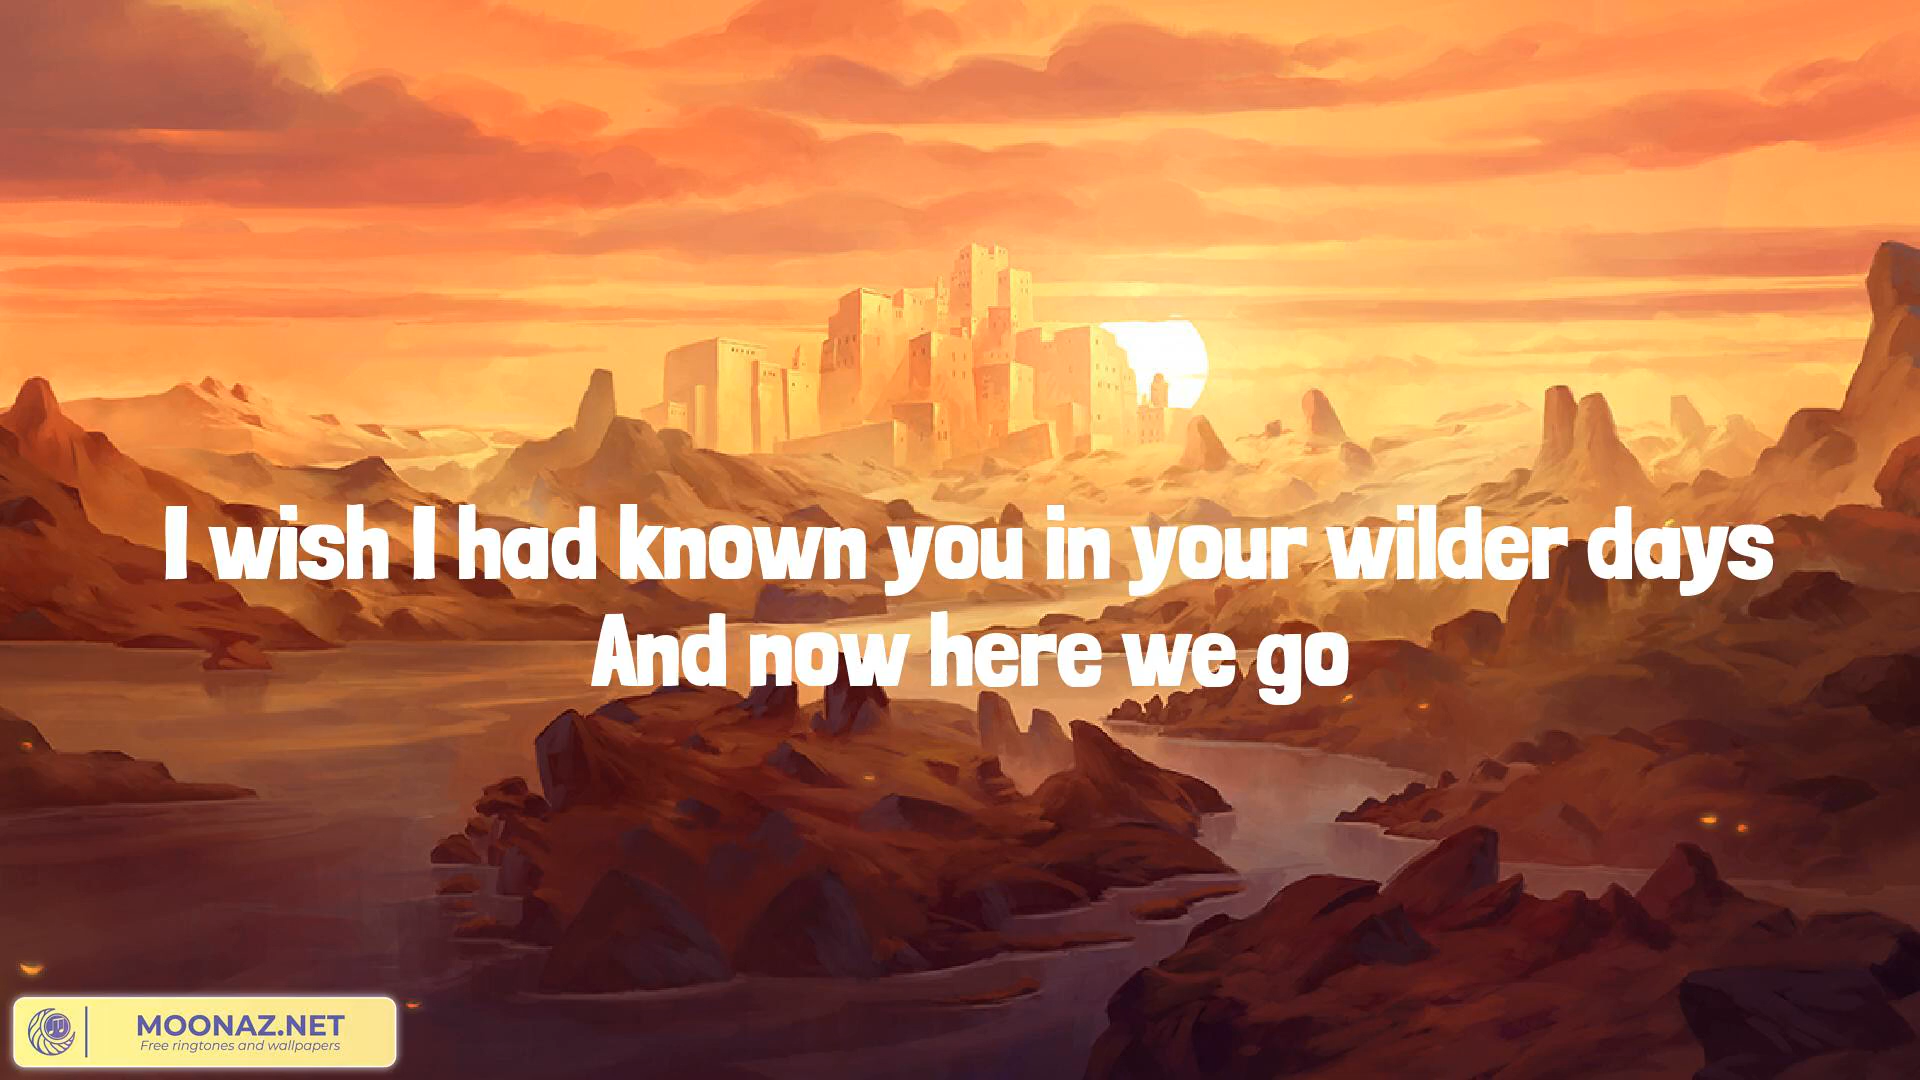 I wish I had known you in your wilder days
And now here we go
MOONAZ.NET
Free ringtones and wallpapers